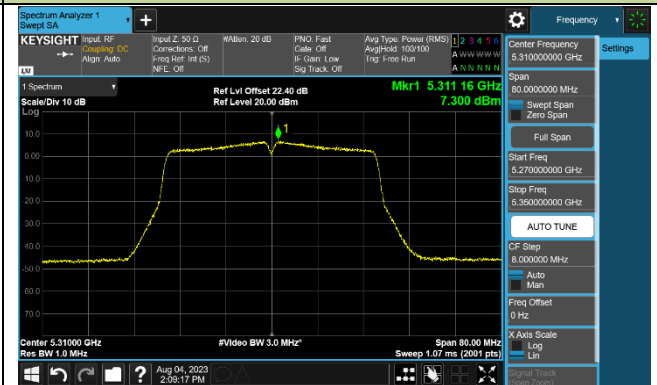 Spectrum Analyzer 1
Swept SA
Frequency
KEYSIGHT
Input: RF
Coupling: DC
Align: Auto
Input Z: 50 Ω
Corrections: Off
Freq Ref: Int (S)
NFE: Off
#Atten: 20 dB
PNO: Fast
Gate: Off
IF Gain: Low
Sig Track: Off
Avg Type: Power (RMS)
Avg|Hold: 100/100
Trig: Free Run
1 2 3 4 5 6
A W W W W W
A N N N N N
LXI
1 Spectrum
Scale/Div 10 dB
Log
Ref Lvl Offset 22.40 dB
Ref Level 20.00 dBm
Mkr1 5.311 16 GHz
7.300 dBm
1
10.0
0.00
-10.0
-20.0
-30.0
-40.0
-50.0
-60.0
-70.0
Center 5.31000 GHz
Res BW 1.0 MHz
#Video BW 3.0 MHz*
Span 80.00 MHz
Sweep 1.07 ms (2001 pts)
Aug 04, 2023
2:09:17 PM
Center Frequency
5.310000000 GHz
Settings
Span
80.0000000 MHz
Swept Span
Zero Span
Full Span
Start Freq
5.270000000 GHz
Stop Freq
5.350000000 GHz
AUTO TUNE
CF Step
8.000000 MHz
Auto
Man
Freq Offset
0 Hz
X Axis Scale
Log
Lin
Signal Track
(Span Zoom)